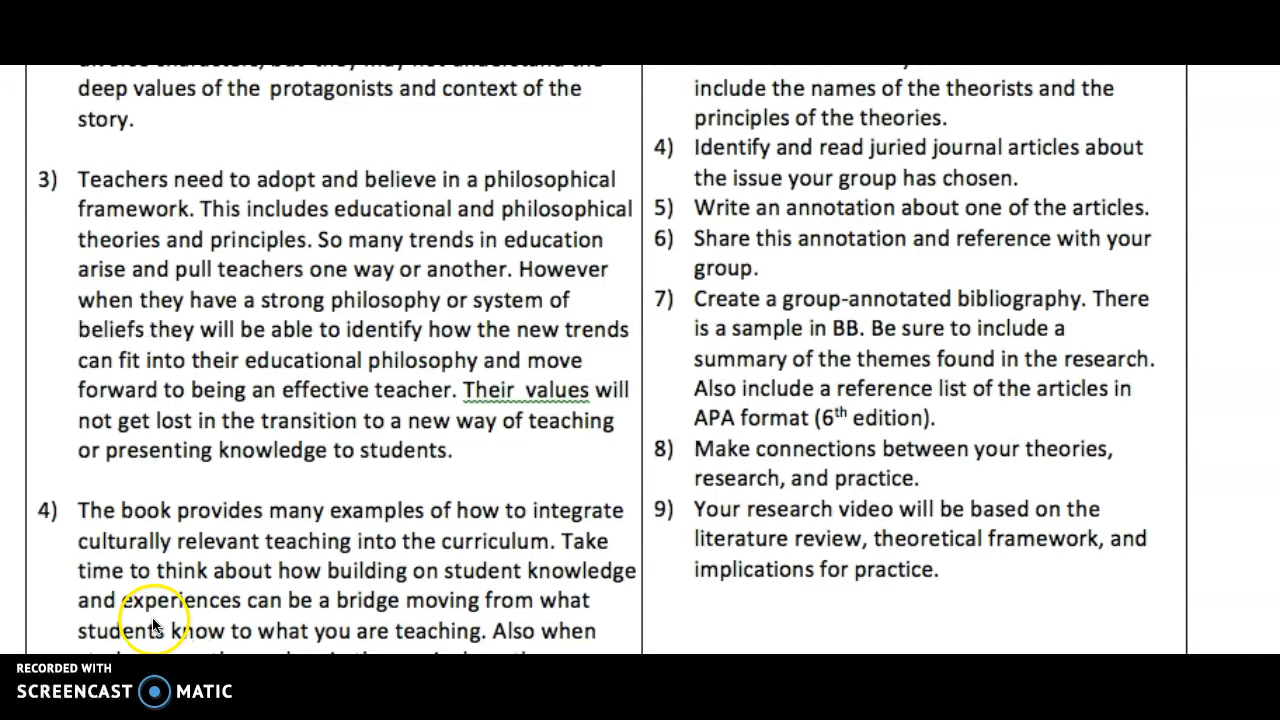 deep values of the protagonists and context of the
story.
3) Teachers need to adopt and believe in a philosophical
framework. This includes educational and philosophical
theories and principles. So many trends in education
arise and pull teachers one way or another. However
when they have a strong philosophy or system of
beliefs they will be able to identify how the new trends
can fit into their educational philosophy and move
forward to being an effective teacher. Their values will
not get lost in the transition to a new way of teaching
or presenting knowledge to students.
4) The book provides many examples of how to integrate
culturally relevant teaching into the curriculum. Take
time to think about how building on student knowledge
and experiences can be a bridge moving from what
students know to what you are teaching. Also when
include the names of the theorists and the
principles of the theories.
4) Identify and read juried journal articles about
the issue your group has chosen.
5) Write an annotation about one of the articles.
6) Share this annotation and reference with your
group.
7) Create a group-annotated bibliography. There
is a sample in BB. Be sure to include a
summary of the themes found in the research.
Also include a reference list of the articles in
APA format (6th edition).
8) Make connections between your theories,
research, and practice.
9) Your research video will be based on the
literature review, theoretical framework, and
implications for practice.
RECORDED WITH
SCREENCAST MATIC